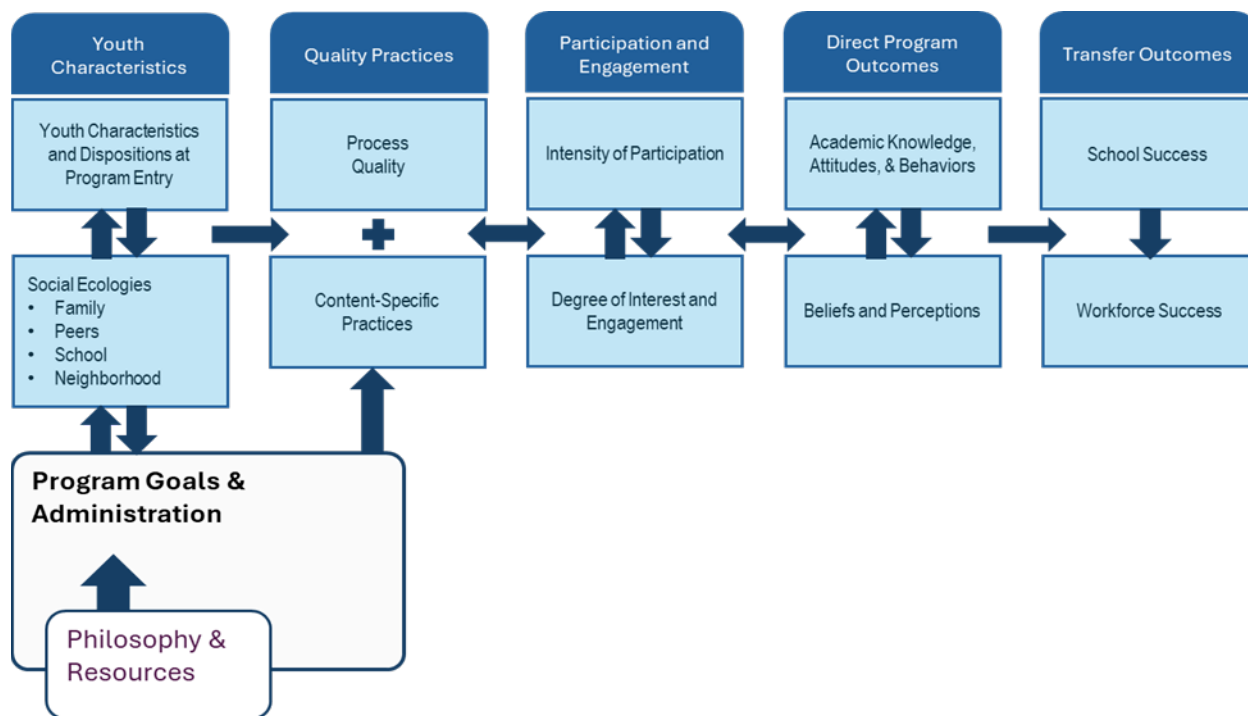 Youth
Characteristics
Quality Practices
Participation and
Engagement
Direct Program
Outcomes
Transfer Outcomes
Youth Characteristics
and Dispositions at
Program Entry
Process
Quality
Intensity of Participation
Academic Knowledge,
Attitudes, & Behaviors
School Success
Social Ecologies
• Family
• Peers
• School
• Neighborhood
Content-Specific
Practices
Degree of Interest and
Engagement
Beliefs and Perceptions
Workforce Success
Program Goals &
Administration
Philosophy &
Resources